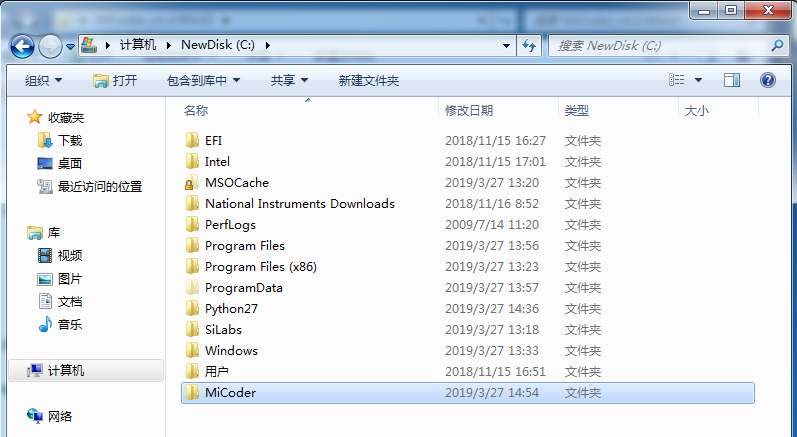 计算机 ▸ NewDisk (C:) ▸
搜索 NewDisk (C:)
组织 打开 包含到库中 共享 新建文件夹
名称 修改日期 类型 大小
收藏夹
下载
桌面
最近访问的位置
库
视频
图片
文档
音乐
计算机
网络
EFI 2018/11/15 16:27 文件夹
Intel 2018/11/15 17:01 文件夹
MSOCache 2019/3/27 13:20 文件夹
National Instruments Downloads 2018/11/16 8:52 文件夹
PerfLogs 2009/7/14 11:20 文件夹
Program Files 2019/3/27 13:56 文件夹
Program Files (x86) 2019/3/27 13:23 文件夹
ProgramData 2019/3/27 13:57 文件夹
Python27 2019/3/27 14:36 文件夹
SiLabs 2019/3/27 13:18 文件夹
Windows 2019/3/27 13:33 文件夹
用户 2018/11/15 16:51 文件夹
MiCoder 2019/3/27 14:54 文件夹